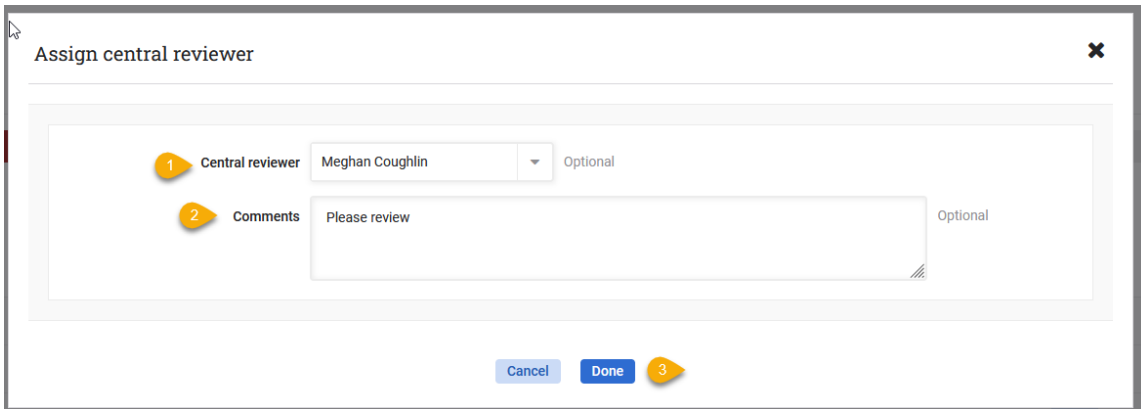 Assign central reviewer
1 Central reviewer Meghan Coughlin Optional
2 Comments Please review Optional
Cancel Done 3